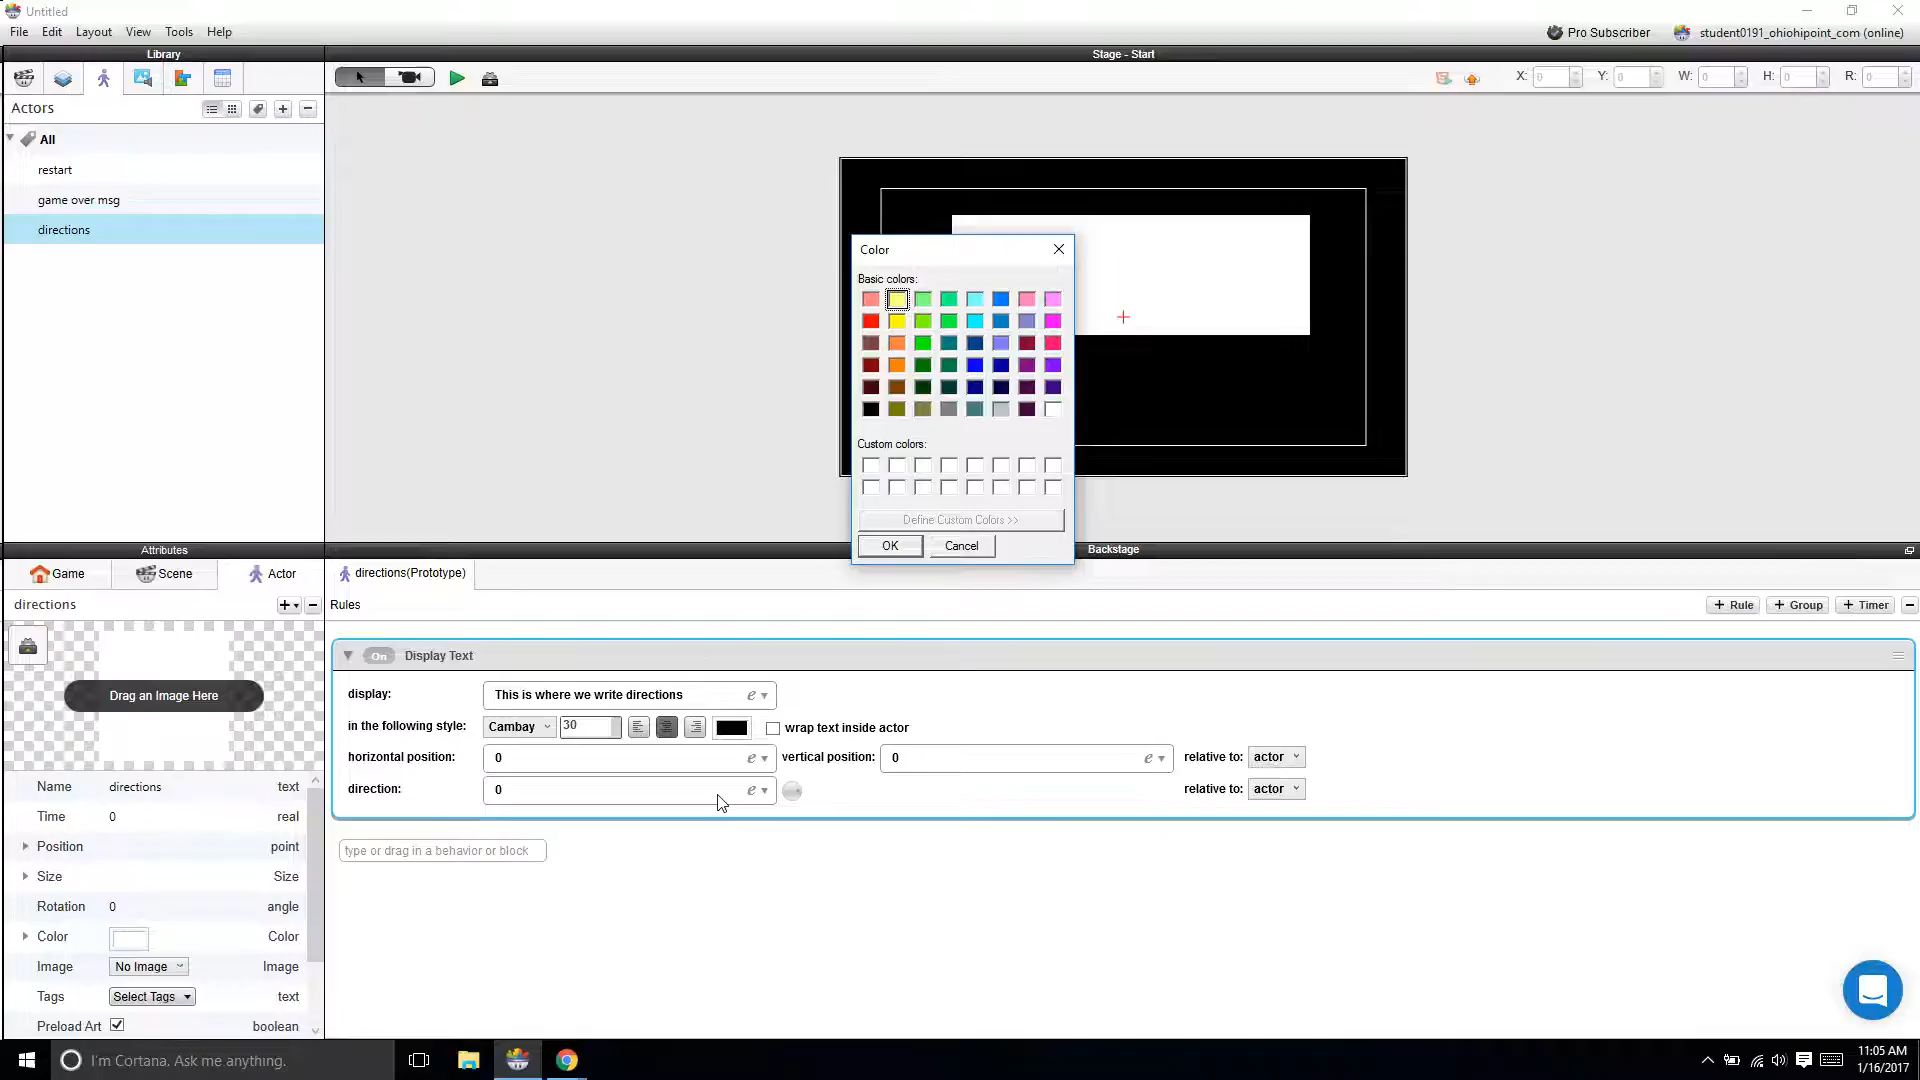 Untitled
File Edit Layout View Tools Help
Pro Subscriber student0191_ohiohipoint_com (online)
Library
Stage - Start
X: 0 Y: 0 W: 0 H: 0 R: 0
Actors
All
restart
game over msg
directions
Color
Basic colors:
Custom colors:
Define Custom Colors >>
OK Cancel
Attributes
Backstage
Game Scene Actor
directions(Prototype)
directions
Rules
Rule Group Timer
Drag an Image Here
On Display Text
display: This is where we write directions e
in the following style: Cambay 30 wrap text inside actor
horizontal position: 0 e vertical position: 0 e relative to: actor
direction: 0 e relative to: actor
type or drag in a behavior or block
Name directions text
Time 0 real
Position point
Size Size
Rotation 0 angle
Color Color
Image No Image Image
Tags Select Tags text
Preload Art boolean
I'm Cortana. Ask me anything.
11:05 AM
1/16/2017